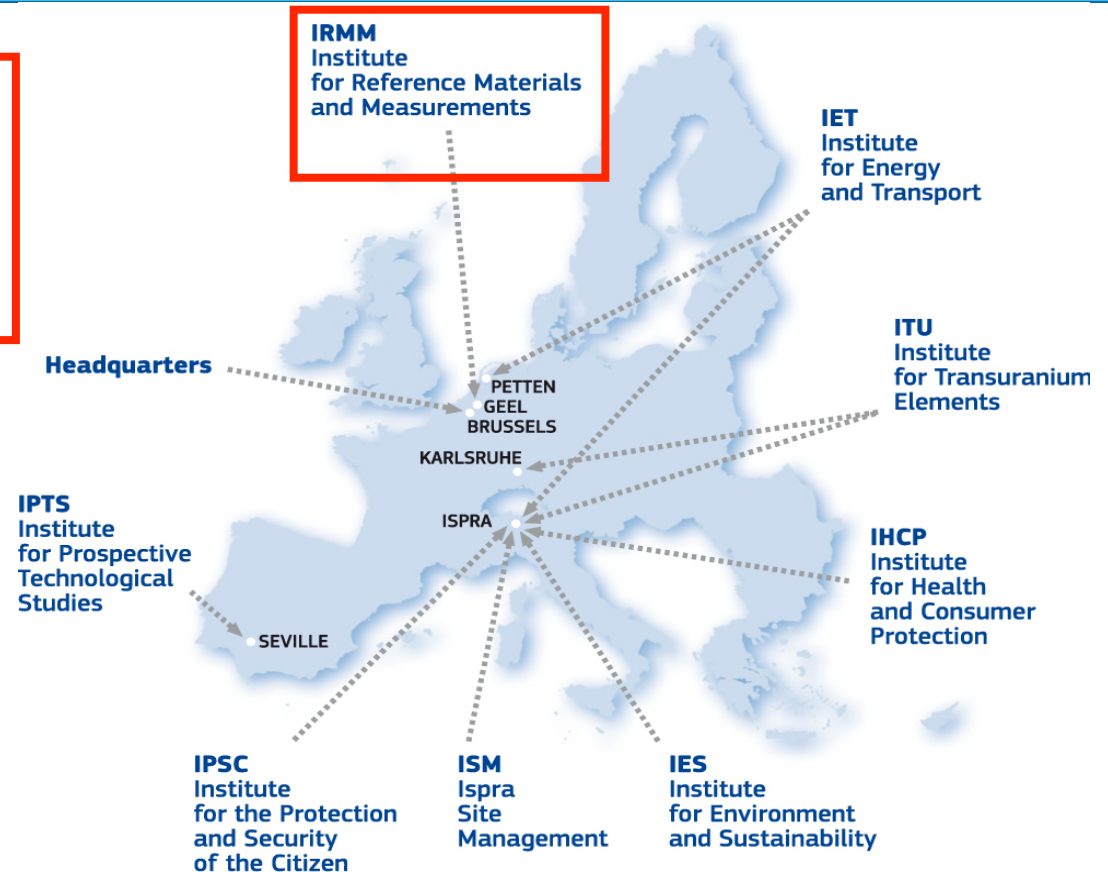 IRMM
Institute
for Reference Materials
and Measurements
IET
Institute
for Energy
and Transport
ITU
Institute
for Transuranium
Elements
Headquarters
PETTEN
GEEL
BRUSSELS
KARLSRUHE
ISPRA
IPTS
Institute
for Prospective
Technological
Studies
SEVILLE
IHCP
Institute
for Health
and Consumer
Protection
IPSC
Institute
for the Protection
and Security
of the Citizen
ISM
Ispra
Site
Management
IES
Institute
for Environment
and Sustainability